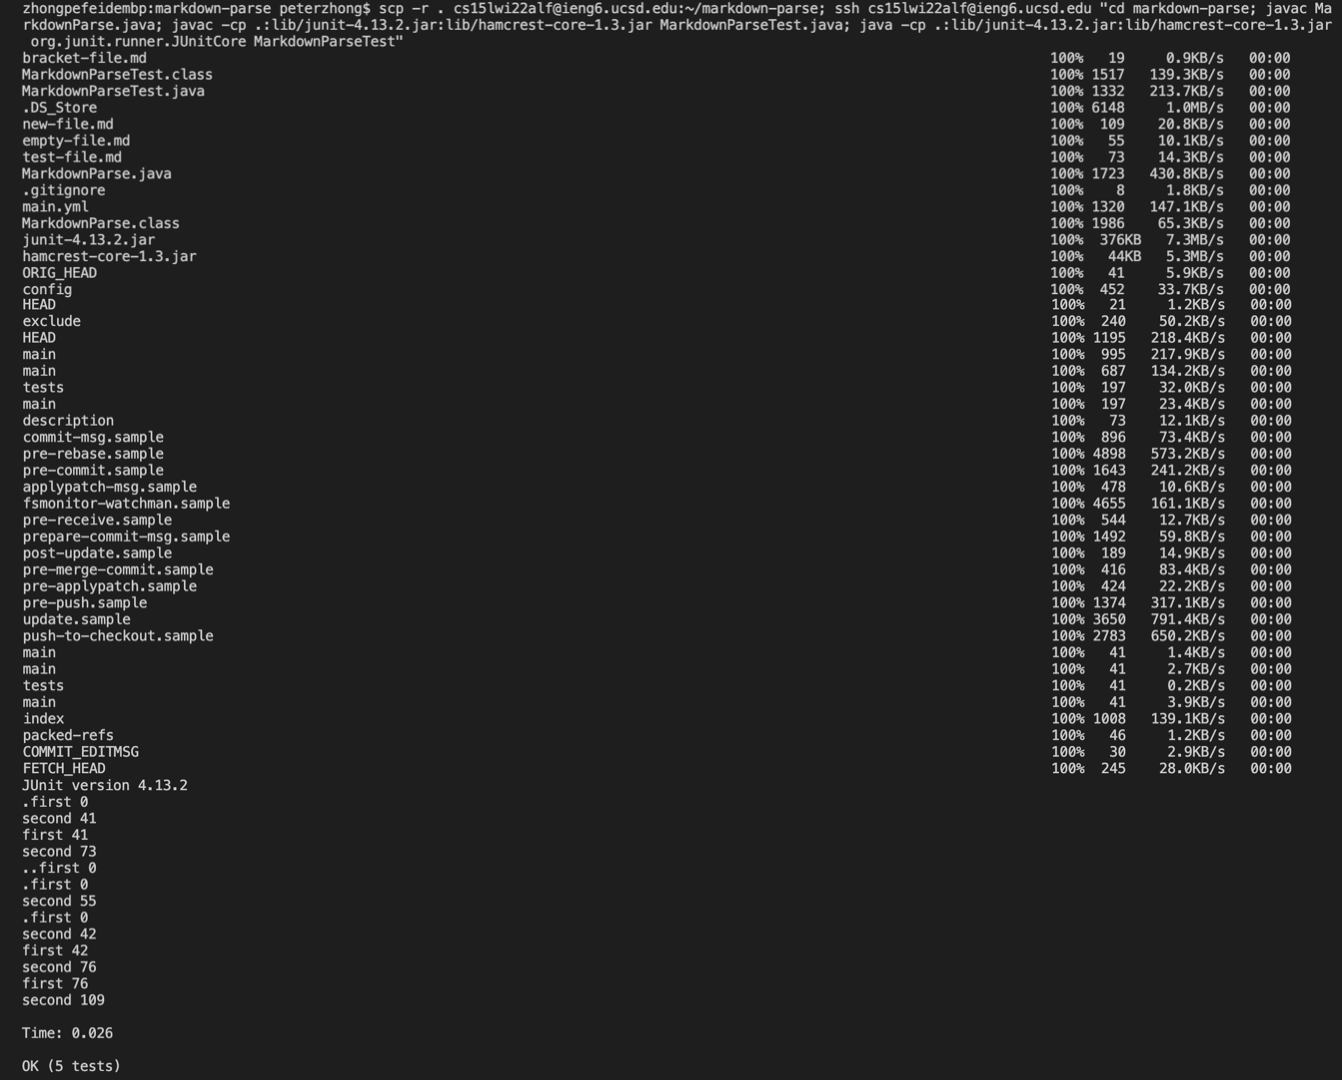 zhongpefeidembp:markdown-parse peterzhong$ scp -r . cs15lwi22alf@ieng6.ucsd.edu:~/markdown-parse; ssh cs15lwi22alf@ieng6.ucsd.edu "cd markdown-parse; javac Ma
rkdownParse.java; javac -cp .:lib/junit-4.13.2.jar:lib/hamcrest-core-1.3.jar MarkdownParseTest.java; java -cp .:lib/junit-4.13.2.jar:lib/hamcrest-core-1.3.jar
org.junit.runner.JUnitCore MarkdownParseTest"
bracket-file.md 100% 19 0.9KB/s 00:00
MarkdownParseTest.class 100% 1517 139.3KB/s 00:00
MarkdownParseTest.java 100% 1332 213.7KB/s 00:00
.DS_Store 100% 6148 1.0MB/s 00:00
new-file.md 100% 109 20.8KB/s 00:00
empty-file.md 100% 55 10.1KB/s 00:00
test-file.md 100% 73 14.3KB/s 00:00
MarkdownParse.java 100% 1723 430.8KB/s 00:00
.gitignore 100% 8 1.8KB/s 00:00
main.yml 100% 1320 147.1KB/s 00:00
MarkdownParse.class 100% 1986 65.3KB/s 00:00
junit-4.13.2.jar 100% 376KB 7.3MB/s 00:00
hamcrest-core-1.3.jar 100% 44KB 5.3MB/s 00:00
ORIG_HEAD 100% 41 5.9KB/s 00:00
config 100% 452 33.7KB/s 00:00
HEAD 100% 21 1.2KB/s 00:00
exclude 100% 240 50.2KB/s 00:00
HEAD 100% 1195 218.4KB/s 00:00
main 100% 995 217.9KB/s 00:00
main 100% 687 134.2KB/s 00:00
tests 100% 197 32.0KB/s 00:00
main 100% 197 23.4KB/s 00:00
description 100% 73 12.1KB/s 00:00
commit-msg.sample 100% 896 73.4KB/s 00:00
pre-rebase.sample 100% 4898 573.2KB/s 00:00
pre-commit.sample 100% 1643 241.2KB/s 00:00
applypatch-msg.sample 100% 478 10.6KB/s 00:00
fsmonitor-watchman.sample 100% 4655 161.1KB/s 00:00
pre-receive.sample 100% 544 12.7KB/s 00:00
prepare-commit-msg.sample 100% 1492 59.8KB/s 00:00
post-update.sample 100% 189 14.9KB/s 00:00
pre-merge-commit.sample 100% 416 83.4KB/s 00:00
pre-applypatch.sample 100% 424 22.2KB/s 00:00
pre-push.sample 100% 1374 317.1KB/s 00:00
update.sample 100% 3650 791.4KB/s 00:00
push-to-checkout.sample 100% 2783 650.2KB/s 00:00
main 100% 41 1.4KB/s 00:00
main 100% 41 2.7KB/s 00:00
tests 100% 41 0.2KB/s 00:00
main 100% 41 3.9KB/s 00:00
index 100% 1008 139.1KB/s 00:00
packed-refs 100% 46 1.2KB/s 00:00
COMMIT_EDITMSG 100% 30 2.9KB/s 00:00
FETCH_HEAD 100% 245 28.0KB/s 00:00
JUnit version 4.13.2
.first 0
second 41
first 41
second 73
..first 0
.first 0
second 55
.first 0
second 42
first 42
second 76
first 76
second 109
Time: 0.026
OK (5 tests)